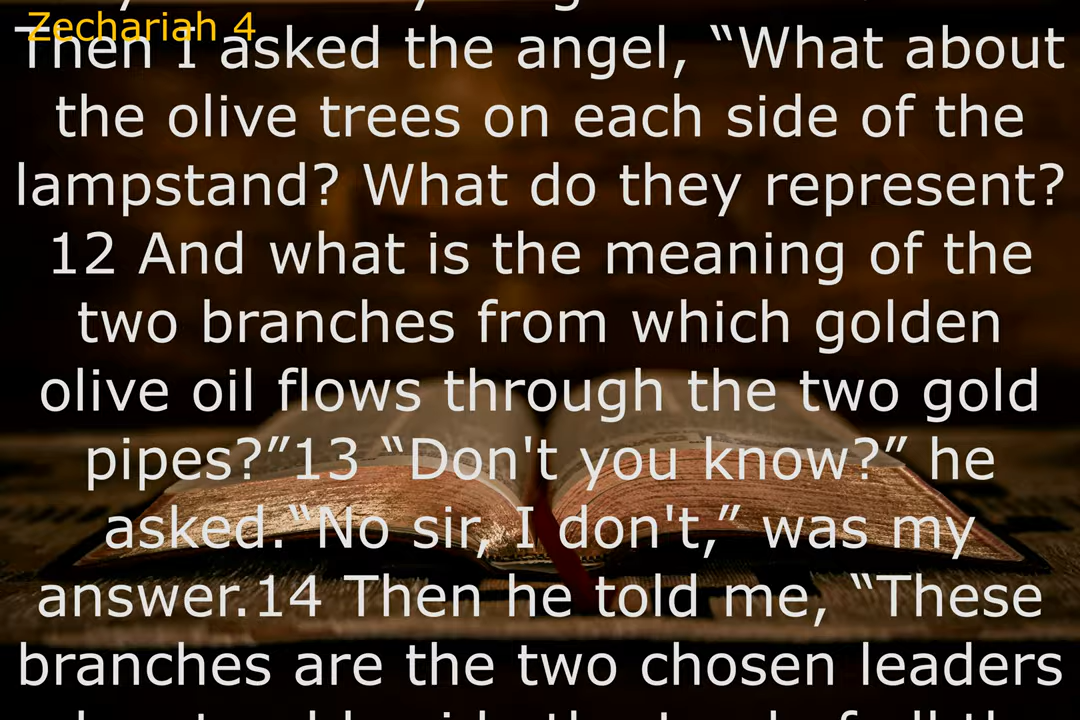 Zechariah 4
Then I asked the angel, “What about
the olive trees on each side of the
lampstand? What do they represent?
12 And what is the meaning of the
two branches from which golden
olive oil flows through the two gold
pipes?”13 “Don't you know?” he
asked.“No sir, I don't,” was my
answer.14 Then he told me, “These
branches are the two chosen leaders